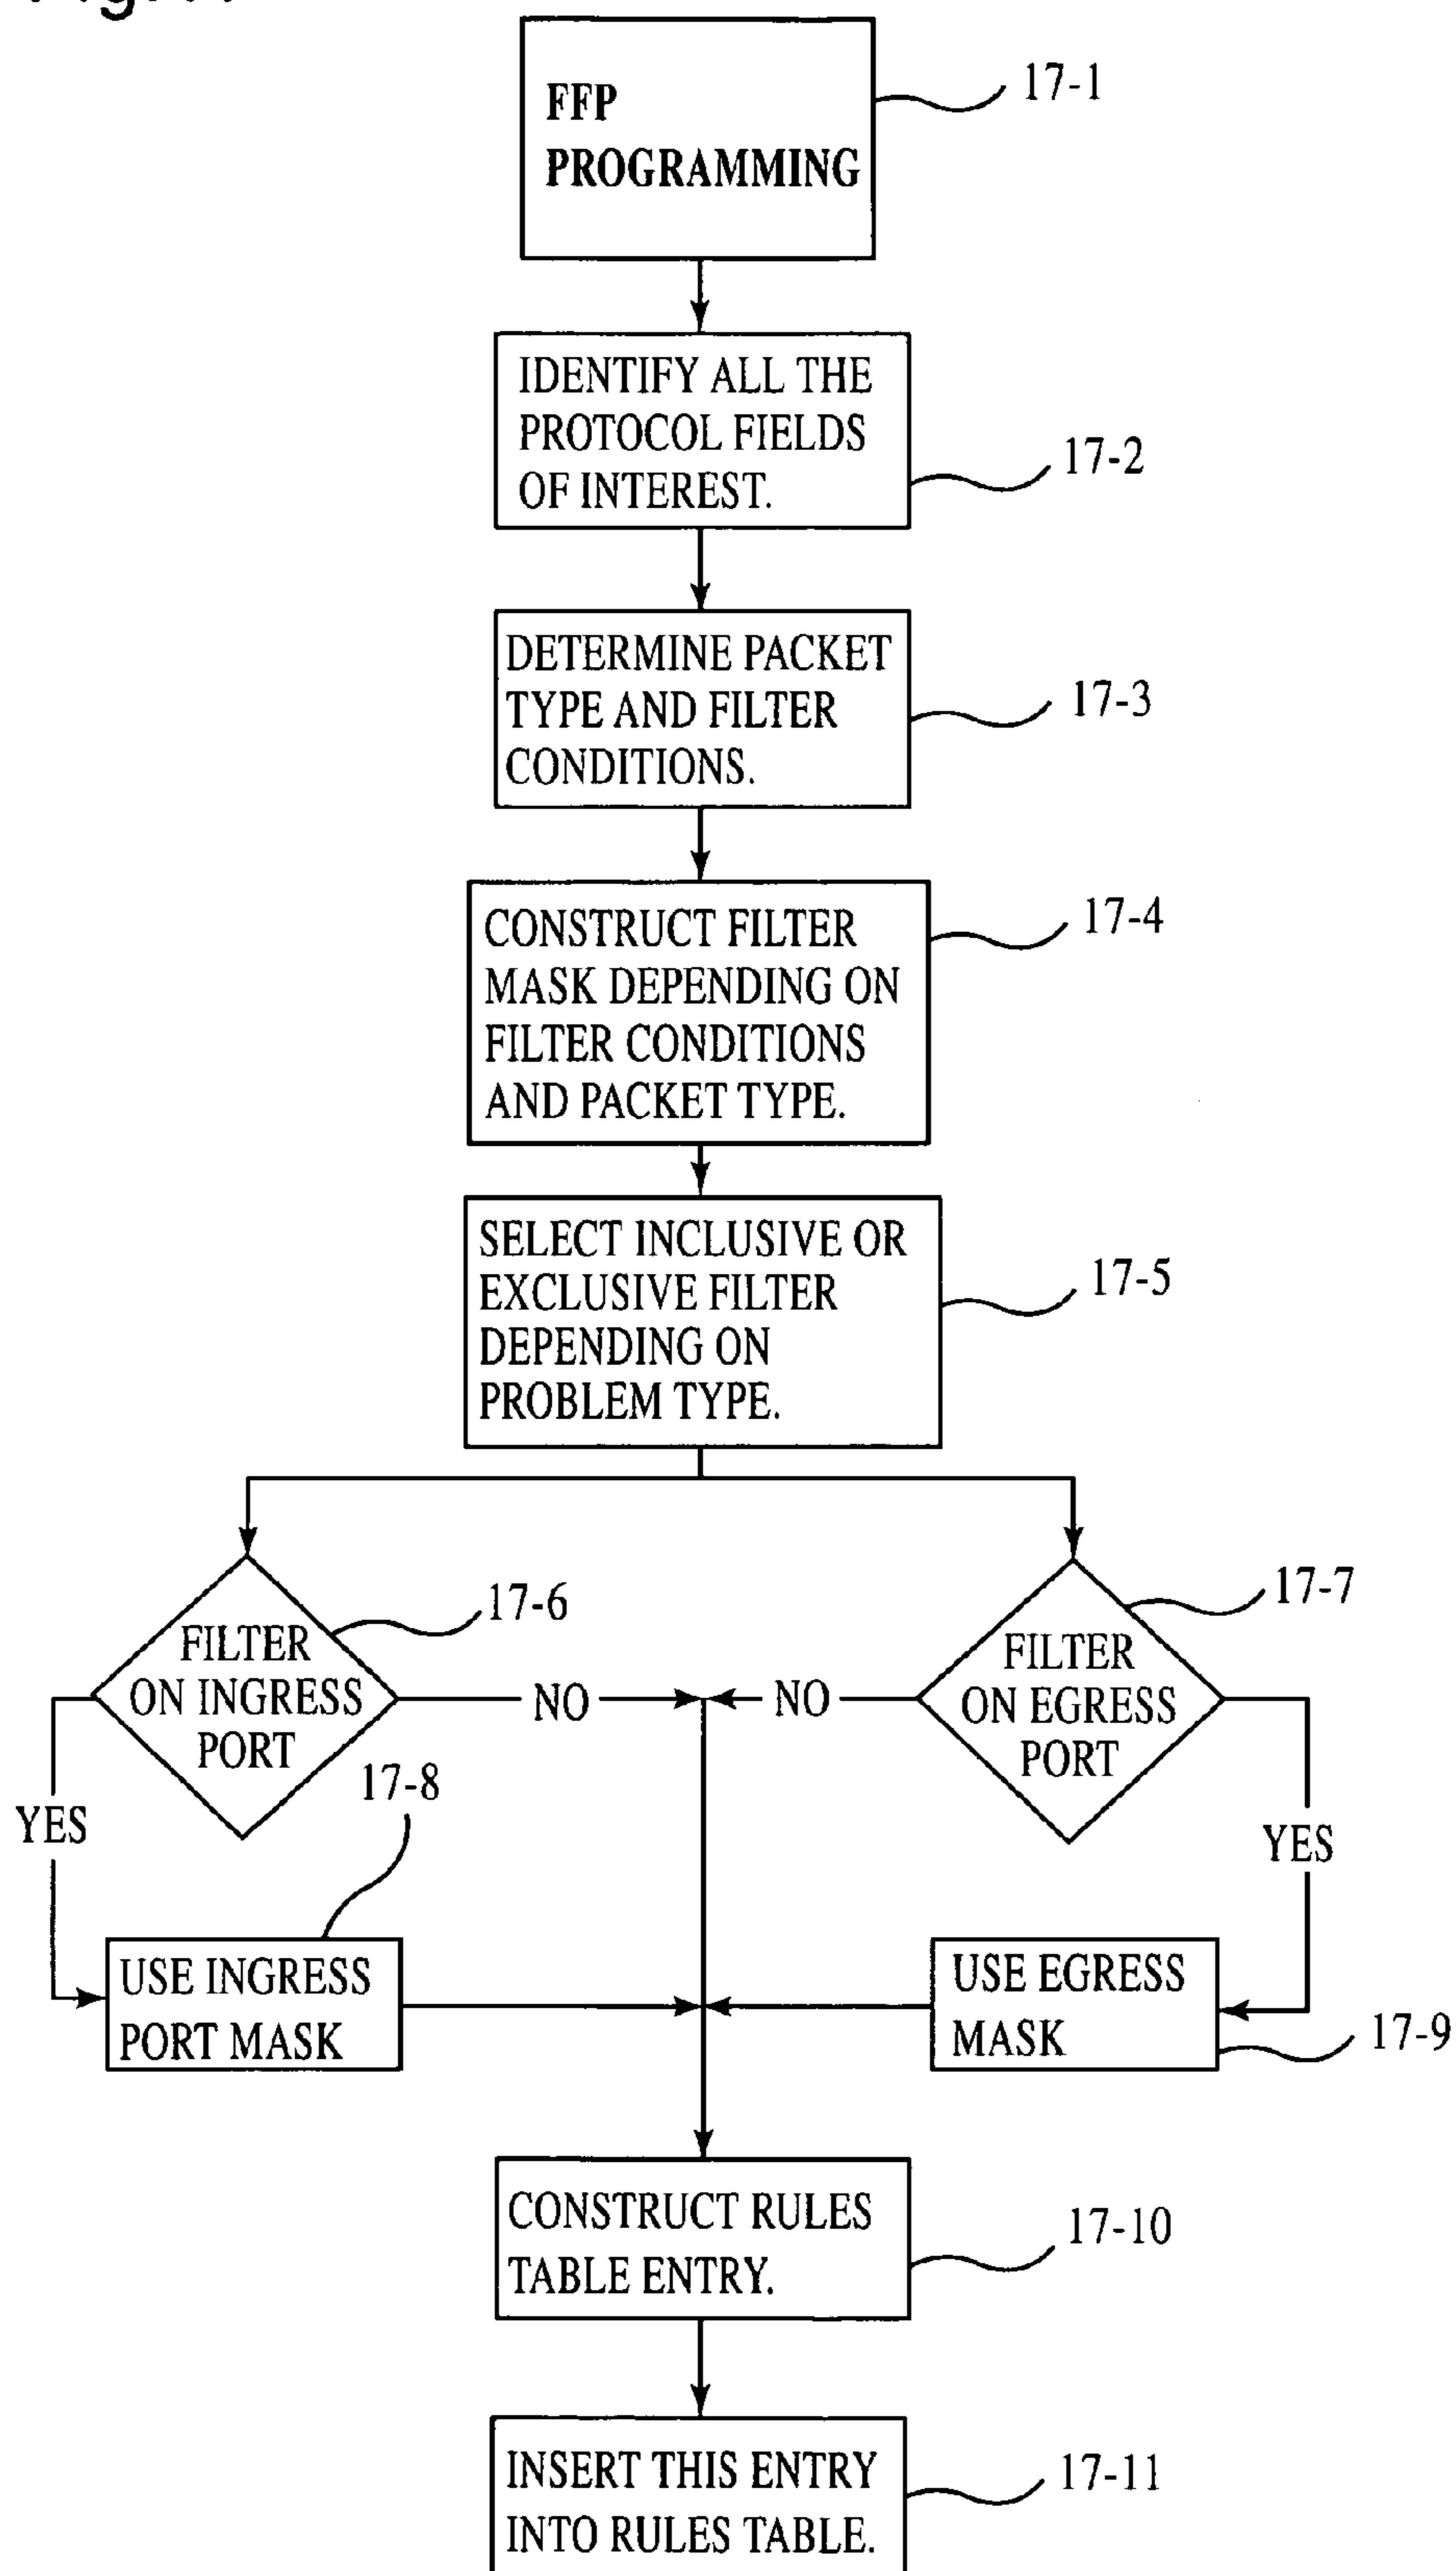 FFP
PROGRAMMING
17-1
IDENTIFY ALL THE
PROTOCOL FIELDS
OF INTEREST.
17-2
DETERMINE PACKET
TYPE AND FILTER
CONDITIONS.
17-3
CONSTRUCT FILTER
MASK DEPENDING ON
FILTER CONDITIONS
AND PACKET TYPE.
17-4
SELECT INCLUSIVE OR
EXCLUSIVE FILTER
DEPENDING ON
PROBLEM TYPE.
17-5
FILTER
ON INGRESS
PORT
17-6
NO
NO
FILTER
ON EGRESS
PORT
17-7
YES
YES
17-8
USE INGRESS
PORT MASK
USE EGRESS
MASK
17-9
CONSTRUCT RULES
TABLE ENTRY.
17-10
INSERT THIS ENTRY
INTO RULES TABLE.
17-11